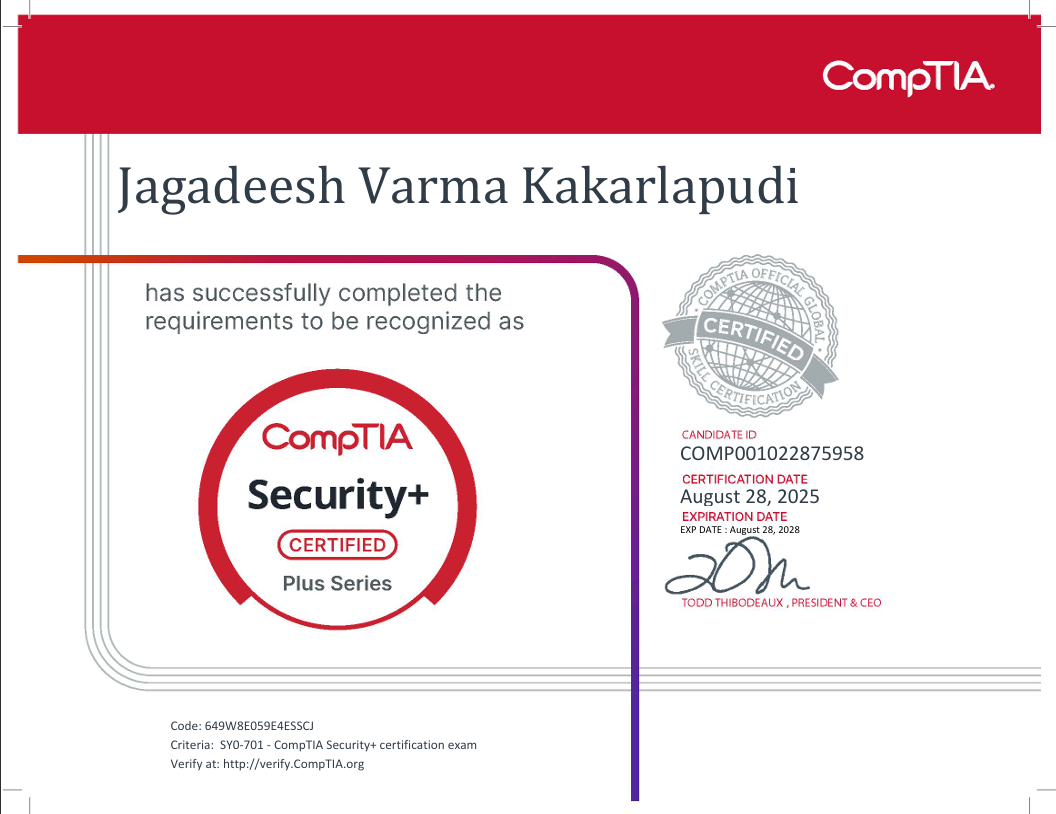 CompTIA.
Jagadeesh Varma Kakarlapudi
has successfully completed the
requirements to be recognized as
CompTIA
Security+
CERTIFIED
Plus Series
COMPTIA OFFICIAL GLOBAL
CERTIFIED
SKILL CERTIFICATION
CANDIDATE ID
COMP001022875958
CERTIFICATION DATE
August 28, 2025
EXPIRATION DATE
EXP DATE : August 28, 2028
TODD THIBODEAUX , PRESIDENT & CEO
Code: 649W8E059E4ESSCJ
Criteria:  SY0-701 - CompTIA Security+ certification exam
Verify at: http://verify.CompTIA.org